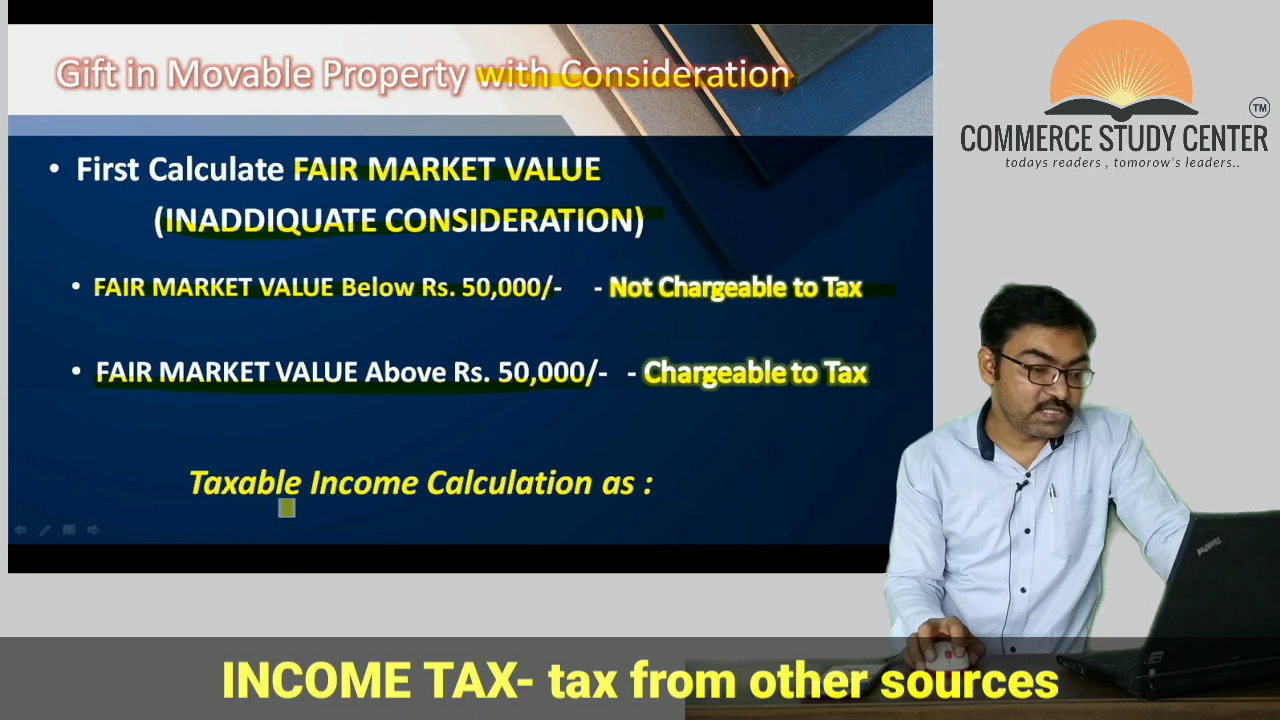 Gift in Movable Property with Consideration
• First Calculate FAIR MARKET VALUE
(INADDIQUATE CONSIDERATION)
• FAIR MARKET VALUE Below Rs. 50,000/- - Not Chargeable to Tax
• FAIR MARKET VALUE Above Rs. 50,000/- - Chargeable to Tax
Taxable Income Calculation as :
TM
COMMERCE STUDY CENTER
todays readers , tomorow's leaders..
ThinkPad
INCOME TAX- tax from other sources